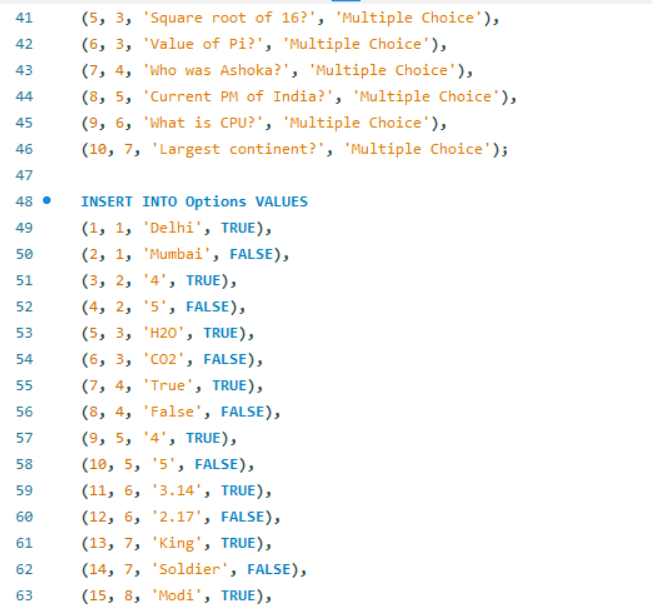 41 (5, 3, 'Square root of 16?', 'Multiple Choice'),
42 (6, 3, 'Value of Pi?', 'Multiple Choice'),
43 (7, 4, 'Who was Ashoka?', 'Multiple Choice'),
44 (8, 5, 'Current PM of India?', 'Multiple Choice'),
45 (9, 6, 'What is CPU?', 'Multiple Choice'),
46 (10, 7, 'Largest continent?', 'Multiple Choice');
47
48 INSERT INTO Options VALUES
49 (1, 1, 'Delhi', TRUE),
50 (2, 1, 'Mumbai', FALSE),
51 (3, 2, '4', TRUE),
52 (4, 2, '5', FALSE),
53 (5, 3, 'H2O', TRUE),
54 (6, 3, 'CO2', FALSE),
55 (7, 4, 'True', TRUE),
56 (8, 4, 'False', FALSE),
57 (9, 5, '4', TRUE),
58 (10, 5, '5', FALSE),
59 (11, 6, '3.14', TRUE),
60 (12, 6, '2.17', FALSE),
61 (13, 7, 'King', TRUE),
62 (14, 7, 'Soldier', FALSE),
63 (15, 8, 'Modi', TRUE),